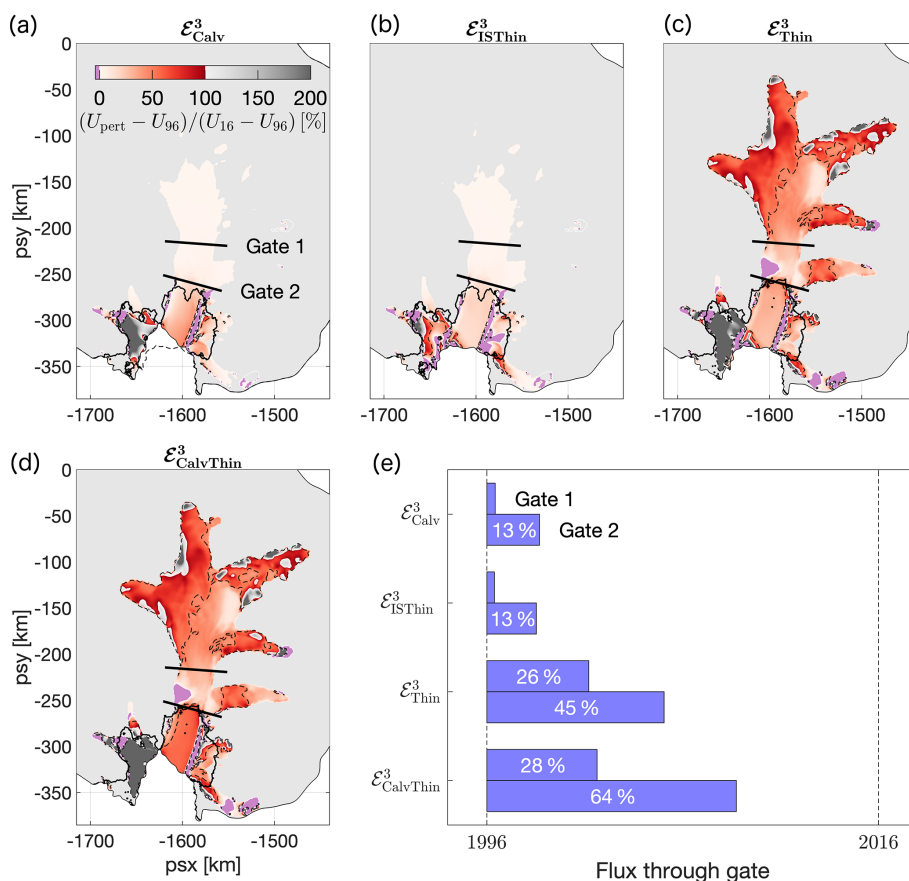 (a)
𝓔³Calv
0 50 100 150 200
(Upert − U96)/(U16 − U96) [%]
0
-50
-100
-150
-200
-250
-300
-350
psy [km]
Gate 1
Gate 2
-1700 -1600 -1500
(b)
𝓔³ISThin
-1700 -1600 -1500
(c)
𝓔³Thin
-1700 -1600 -1500
(d)
𝓔³CalvThin
0
-50
-100
-150
-200
-250
-300
-350
psy [km]
-1700 -1600 -1500
psx [km]
(e)
𝓔³Calv
Gate 1
13 %
Gate 2
𝓔³ISThin
13 %
𝓔³Thin
26 %
45 %
𝓔³CalvThin
28 %
64 %
1996 2016
Flux through gate